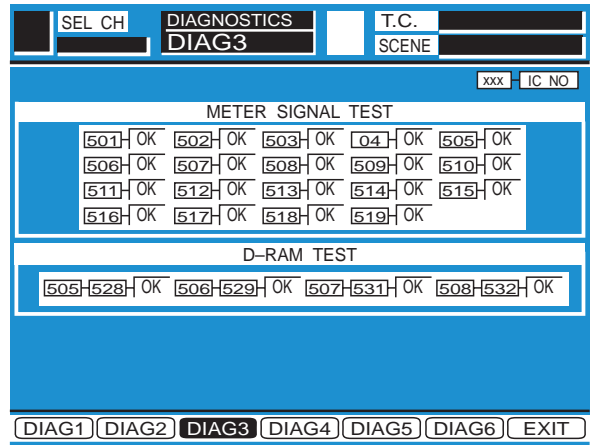 SEL CH DIAGNOSTICS T.C.
DIAG3 SCENE
xxx IC NO
METER SIGNAL TEST
501 OK 502 OK 503 OK 04 OK 505 OK
506 OK 507 OK 508 OK 509 OK 510 OK
511 OK 512 OK 513 OK 514 OK 515 OK
516 OK 517 OK 518 OK 519 OK
D–RAM TEST
505 528 OK 506 529 OK 507 531 OK 508 532 OK
DIAG1 DIAG2 DIAG3 DIAG4 DIAG5 DIAG6 EXIT